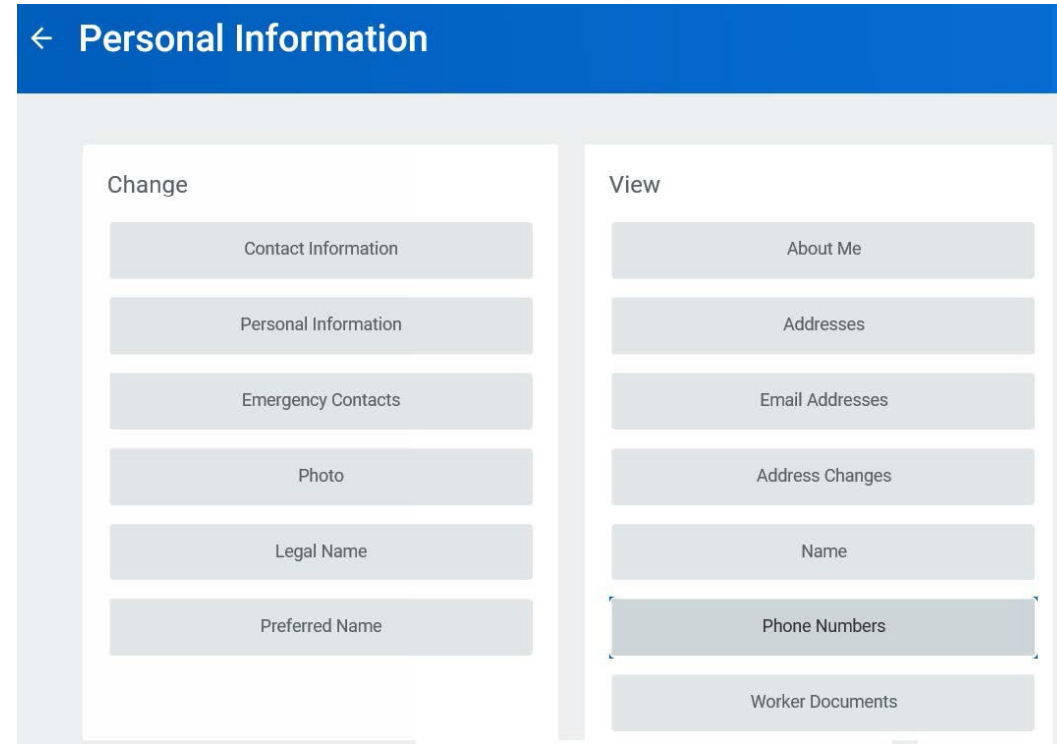 Personal Information
Change
Contact Information
Personal Information
Emergency Contacts
Photo
Legal Name
Preferred Name
View
About Me
Addresses
Email Addresses
Address Changes
Name
Phone Numbers
Worker Documents